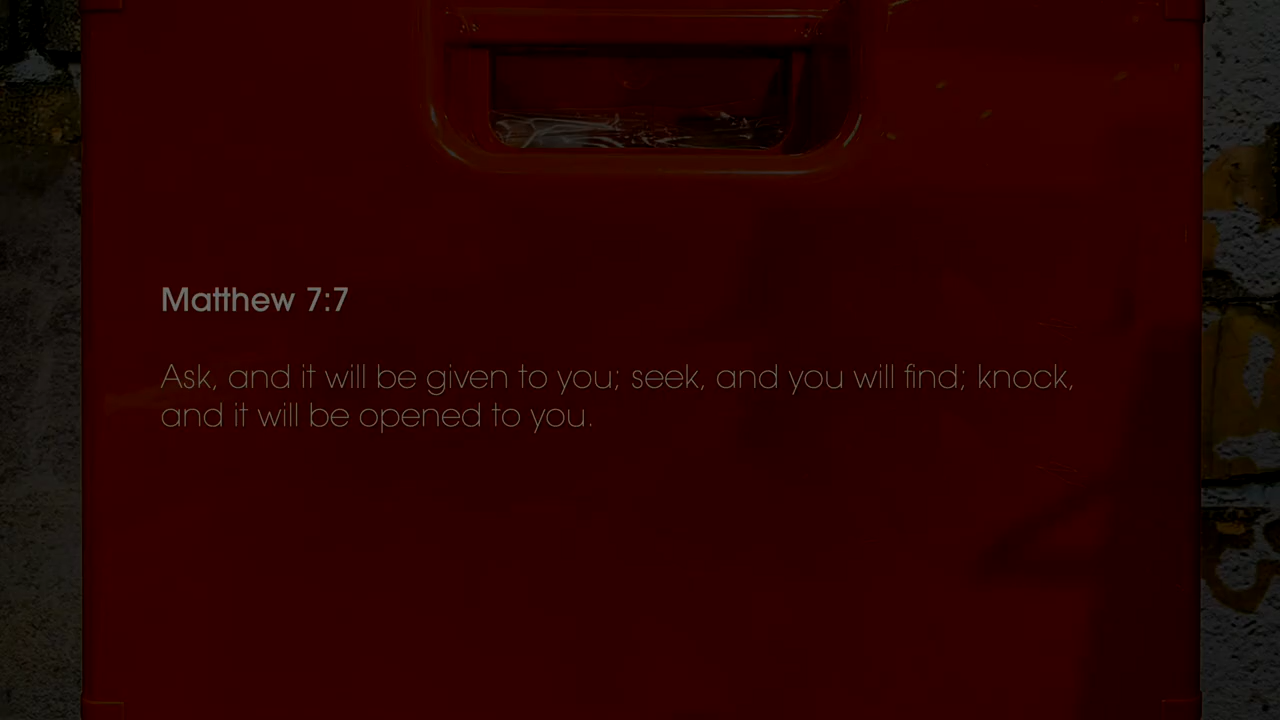 Matthew 7:7
Ask, and it will be given to you; seek, and you will find; knock,
and it will be opened to you.